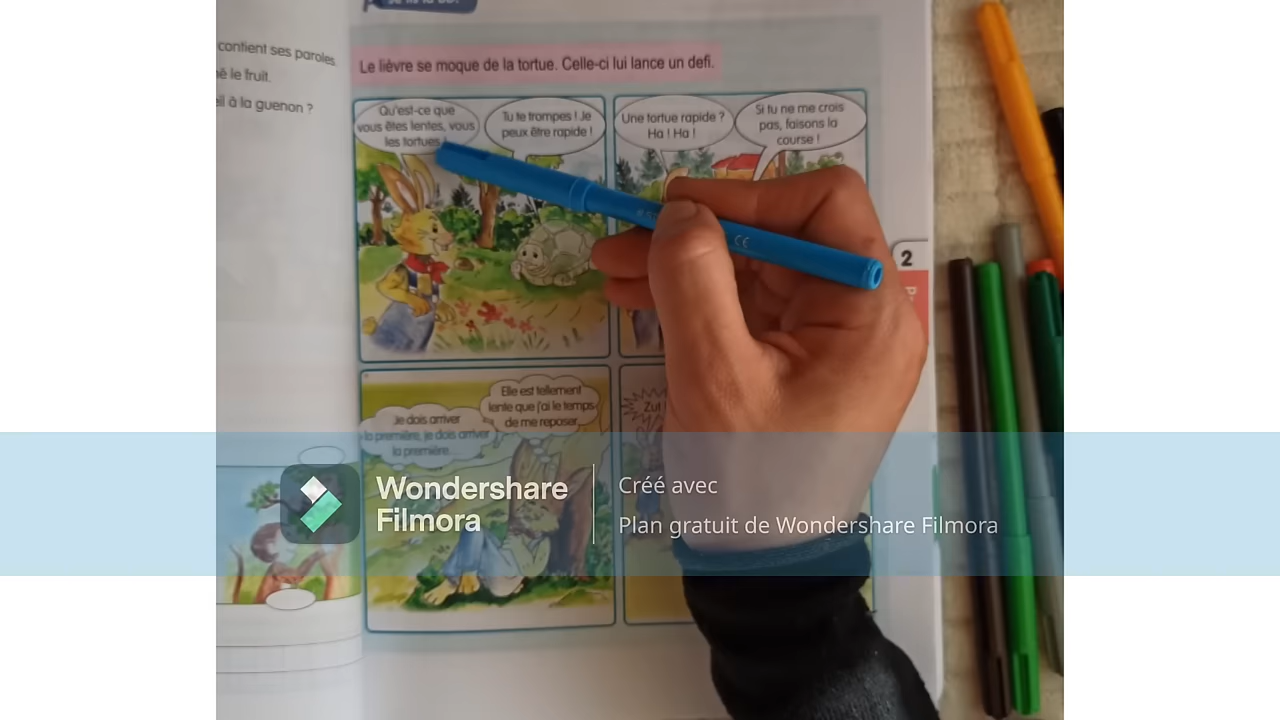 contient ses paroles.
le fruit.
à la guenon ?
Le lièvre se moque de la tortue. Celle-ci lui lance un defi.
Qu'est-ce que
vous êtes lentes, vous
les tortues !
Tu te trompes ! Je
peux être rapide !
Une tortue rapide ?
Ha ! Ha !
Si tu ne me crois
pas, faisons la
course !
2
Elle est tellement
lente que j'ai le temps
de me reposer.
Je dois arriver
la première, je dois arriver
la première...
Zut !
Wondershare
Filmora
Créé avec
Plan gratuit de Wondershare Filmora
CE